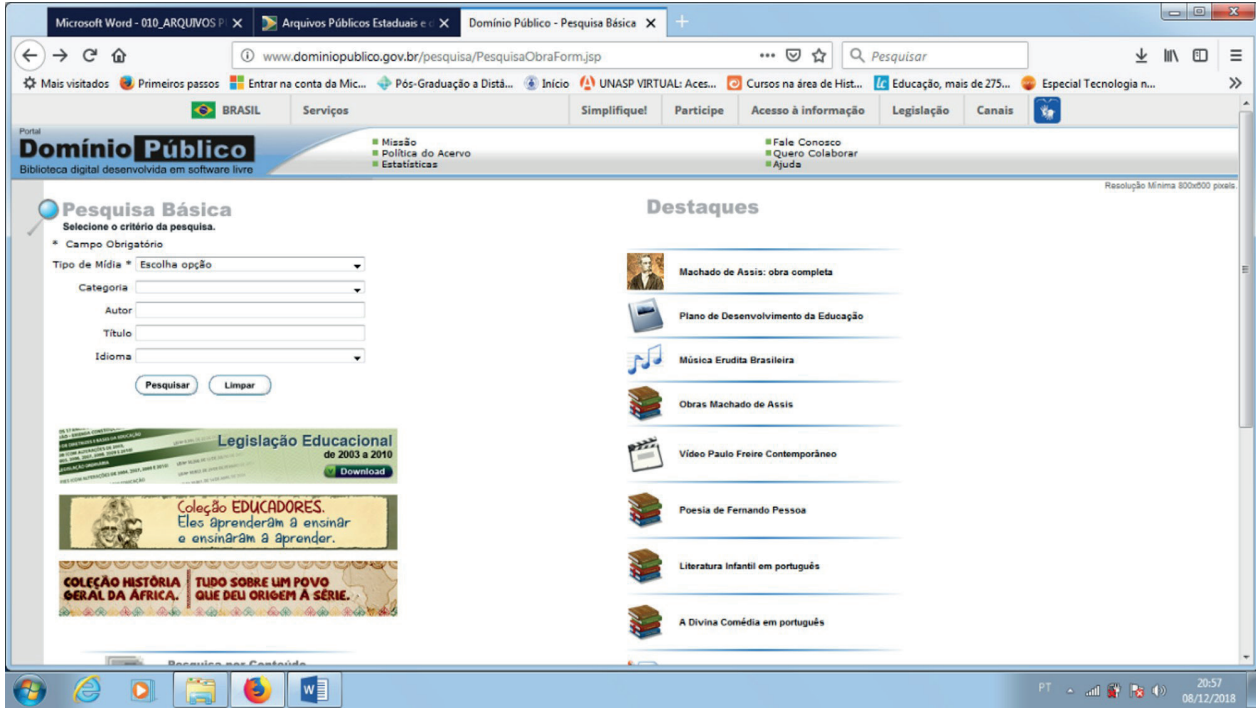 Microsoft Word - 010_ARQUIVOS P
Arquivos Públicos Estaduais e
Domínio Público - Pesquisa Básica
www.dominiopublico.gov.br/pesquisa/PesquisaObraForm.jsp
Pesquisar
Mais visitados
Primeiros passos
Entrar na conta da Mic...
Pós-Graduação a Distâ...
Início
UNASP VIRTUAL: Aces...
Cursos na área de Hist...
Educação, mais de 275...
Especial Tecnologia n...
BRASIL
Serviços
Simplifique!
Participe
Acesso à informação
Legislação
Canais
Portal
Domínio Público
Biblioteca digital desenvolvida em software livre
Missão
Política do Acervo
Estatísticas
Fale Conosco
Quero Colaborar
Ajuda
Resolução Mínima 800x600 pixels.
Pesquisa Básica
Selecione o critério da pesquisa.
* Campo Obrigatório
Tipo de Mídia * Escolha opção
Categoria
Autor
Título
Idioma
Pesquisar
Limpar
Legislação Educacional
de 2003 a 2010
Download
Coleção EDUCADORES.
Eles aprenderam a ensinar
e ensinaram a aprender.
COLEÇÃO HISTÓRIA
GERAL DA ÁFRICA.
TUDO SOBRE UM POVO
QUE DEU ORIGEM À SÉRIE.
Pesquisa por Conteúdo
Destaques
Machado de Assis: obra completa
Plano de Desenvolvimento da Educação
Música Erudita Brasileira
Obras Machado de Assis
Vídeo Paulo Freire Contemporâneo
Poesia de Fernando Pessoa
Literatura Infantil em português
A Divina Comédia em português
PT
20:57
08/12/2018